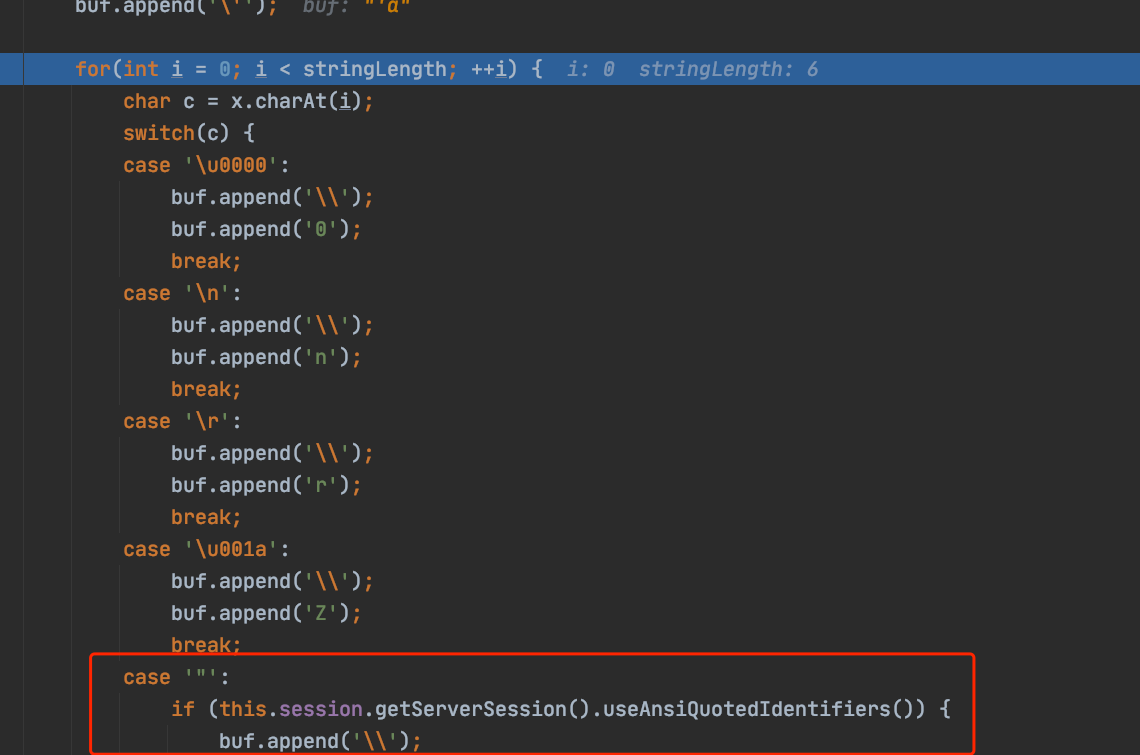 buf.append('\'');  buf: "'a"
for(int i = 0; i < stringLength; ++i) {  i: 0  stringLength: 6
char c = x.charAt(i);
switch(c) {
case '\u0000':
buf.append('\\');
buf.append('0');
break;
case '\n':
buf.append('\\');
buf.append('n');
break;
case '\r':
buf.append('\\');
buf.append('r');
break;
case '\u001a':
buf.append('\\');
buf.append('Z');
break;
case '"':
if (this.session.getServerSession().useAnsiQuotedIdentifiers()) {
buf.append('\\');